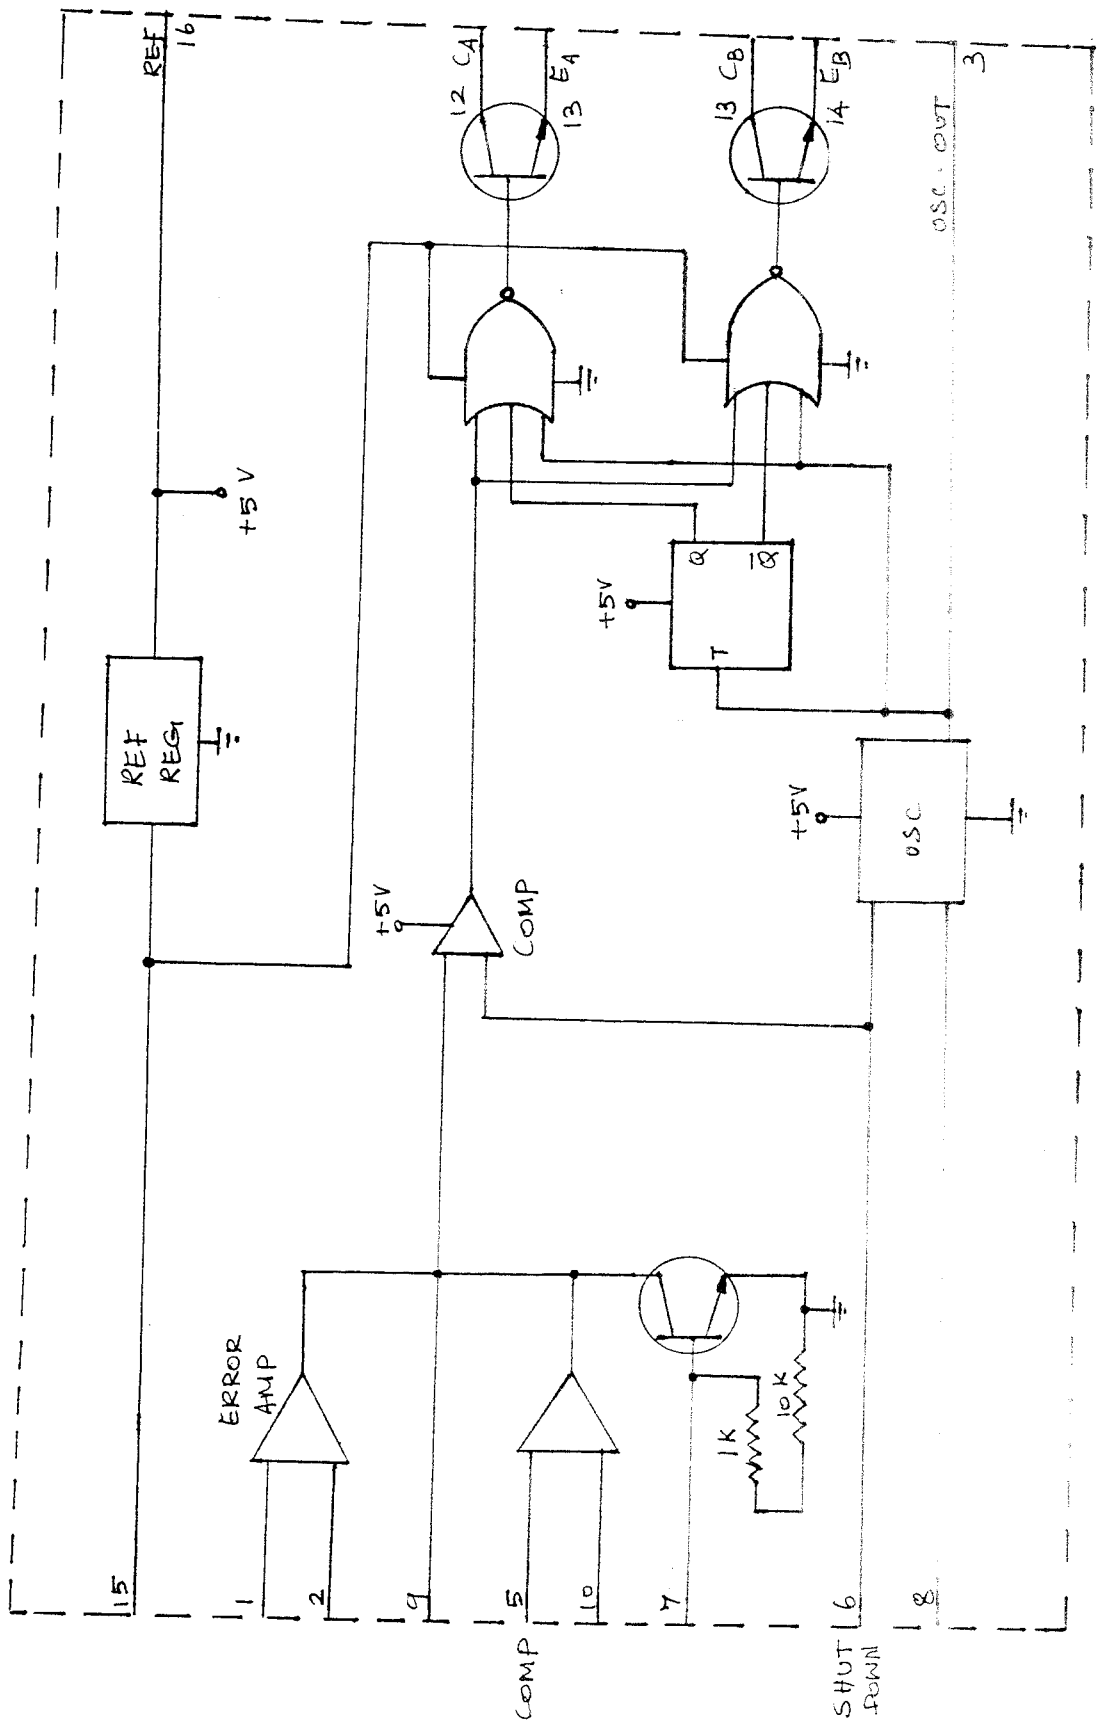 REF
16
12
CA
13
EA
13
CB
14
EB
3
OSC. OUT
+5 V
REF
REG
+5V
Q
Q̅
T
+5V
COMP
+5V
OSC
ERROR
AMP
1K
10K
15
1
2
9
COMP 5
10
7
SHUT
DOWN
6
8